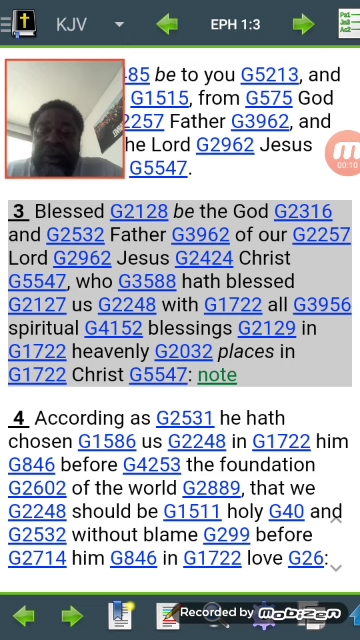 KJV EPH 1:3
485 be to you G5213, and
G1515, from G575 God
2257 Father G3962, and
he Lord G2962 Jesus
G5547.
00:10
3 Blessed G2128 be the God G2316
and G2532 Father G3962 of our G2257
Lord G2962 Jesus G2424 Christ
G5547, who G3588 hath blessed
G2127 us G2248 with G1722 all G3956
spiritual G4152 blessings G2129 in
G1722 heavenly G2032 places in
G1722 Christ G5547: note
4 According as G2531 he hath
chosen G1586 us G2248 in G1722 him
G846 before G4253 the foundation
G2602 of the world G2889, that we
G2248 should be G1511 holy G40 and
G2532 without blame G299 before
G2714 him G846 in G1722 love G26:
Recorded by mobizen